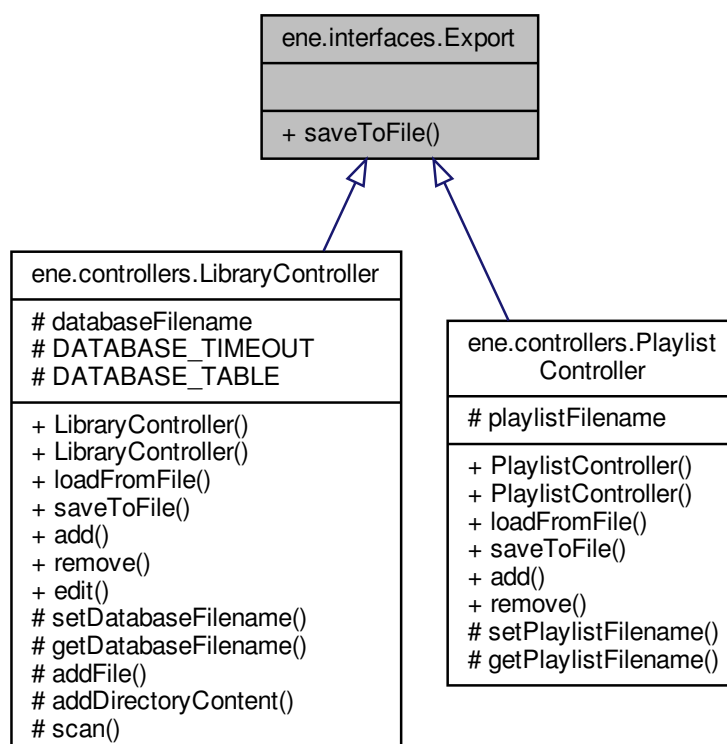 ene.interfaces.Export
+ saveToFile()
ene.controllers.LibraryController
# databaseFilename
# DATABASE_TIMEOUT
# DATABASE_TABLE
+ LibraryController()
+ LibraryController()
+ loadFromFile()
+ saveToFile()
+ add()
+ remove()
+ edit()
# setDatabaseFilename()
# getDatabaseFilename()
# addFile()
# addDirectoryContent()
# scan()
ene.controllers.Playlist
Controller
# playlistFilename
+ PlaylistController()
+ PlaylistController()
+ loadFromFile()
+ saveToFile()
+ add()
+ remove()
# setPlaylistFilename()
# getPlaylistFilename()